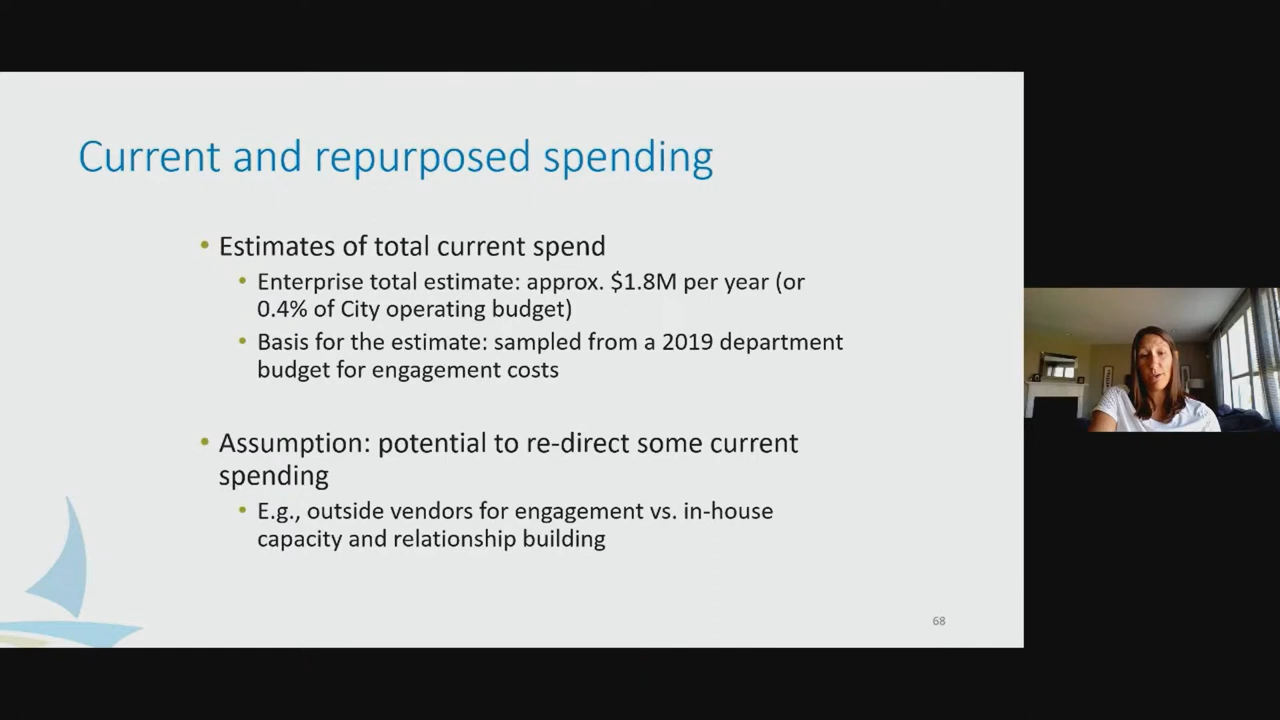 Current and repurposed spending
• Estimates of total current spend
• Enterprise total estimate: approx. $1.8M per year (or
0.4% of City operating budget)
• Basis for the estimate: sampled from a 2019 department
budget for engagement costs
• Assumption: potential to re-direct some current
spending
• E.g., outside vendors for engagement vs. in-house
capacity and relationship building
68